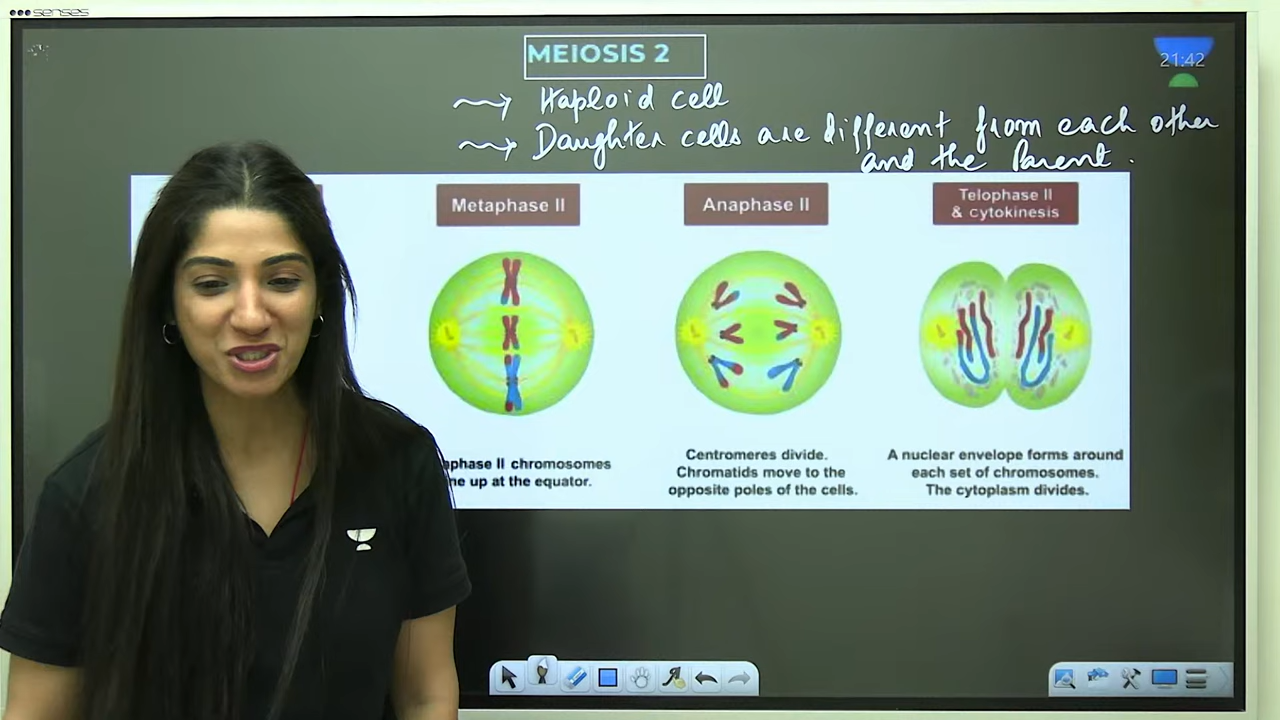 senses
MEIOSIS 2
21:42
Haploid cell
Daughter cells are different from each other
and the Parent.
Metaphase II
Anaphase II
Telophase II
& cytokinesis
aphase II chromosomes
ne up at the equator.
Centromeres divide.
Chromatids move to the
opposite poles of the cells.
A nuclear envelope forms around
each set of chromosomes.
The cytoplasm divides.